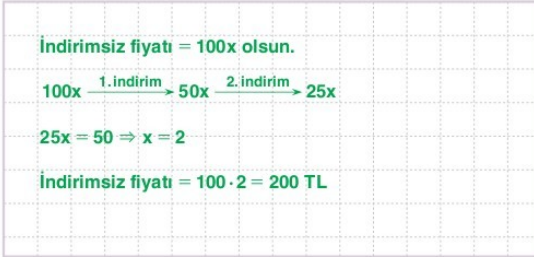 İndirimsiz fiyatı = 100x olsun.
100x —1. indirim→ 50x —2. indirim→ 25x
25x = 50 ⇒ x = 2
İndirimsiz fiyatı = 100 · 2 = 200 TL